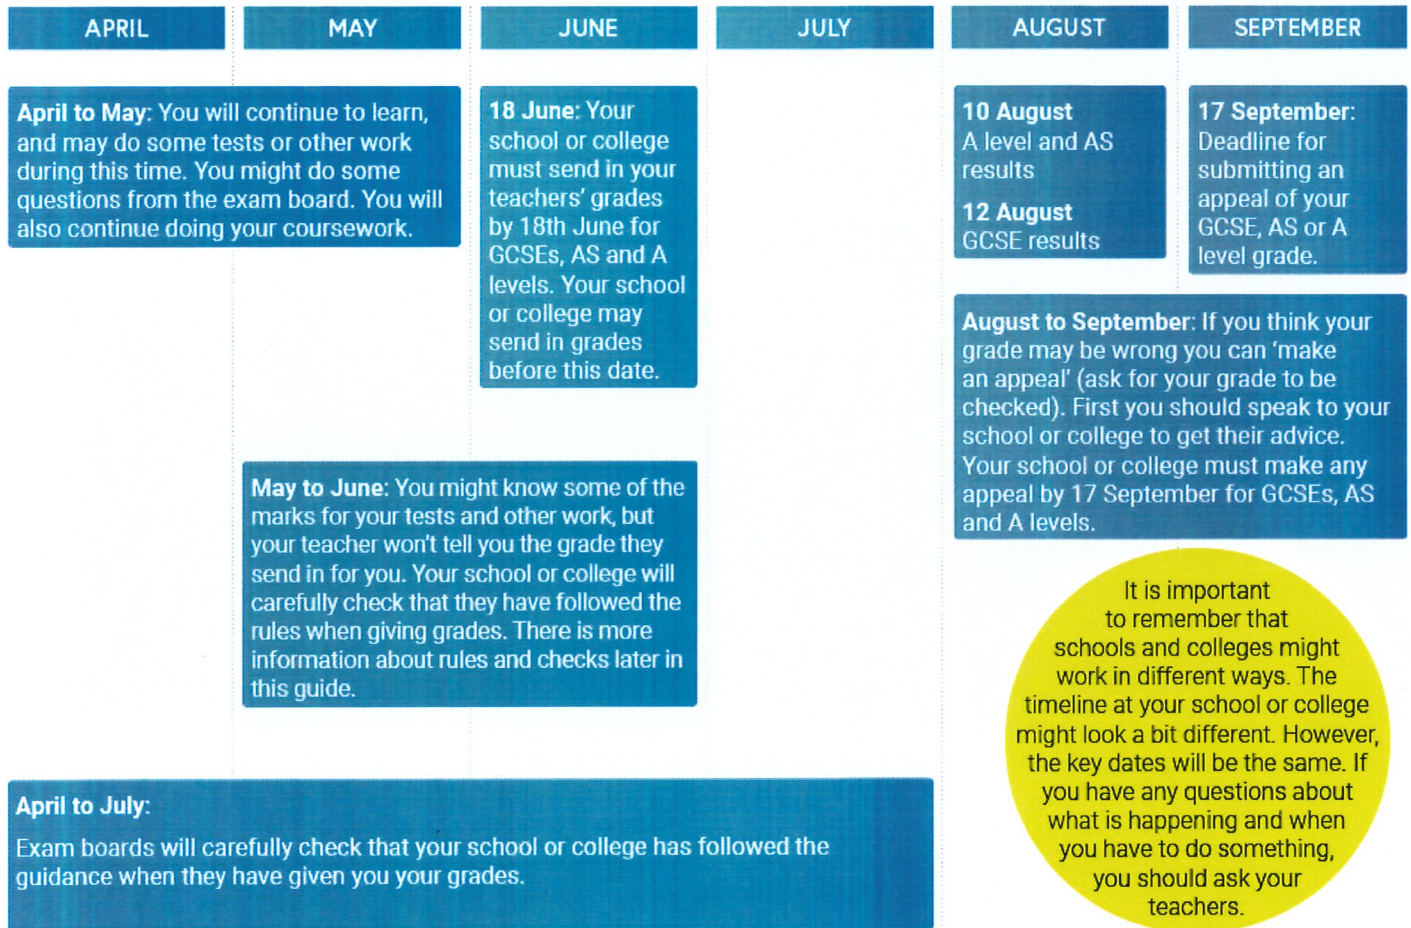 APRIL
MAY
JUNE
JULY
AUGUST
SEPTEMBER
April to May: You will continue to learn,
and may do some tests or other work
during this time. You might do some
questions from the exam board. You will
also continue doing your coursework.
18 June: Your
school or college
must send in your
teachers' grades
by 18th June for
GCSEs, AS and A
levels. Your school
or college may
send in grades
before this date.
10 August
A level and AS
results
12 August
GCSE results
17 September:
Deadline for
submitting an
appeal of your
GCSE, AS or A
level grade.
August to September: If you think your
grade may be wrong you can ‘make
an appeal’ (ask for your grade to be
checked). First you should speak to your
school or college to get their advice.
Your school or college must make any
appeal by 17 September for GCSEs, AS
and A levels.
May to June: You might know some of the
marks for your tests and other work, but
your teacher won't tell you the grade they
send in for you. Your school or college will
carefully check that they have followed the
rules when giving grades. There is more
information about rules and checks later in
this guide.
It is important
to remember that
schools and colleges might
work in different ways. The
timeline at your school or college
might look a bit different. However,
the key dates will be the same. If
you have any questions about
what is happening and when
you have to do something,
you should ask your
teachers.
April to July:
Exam boards will carefully check that your school or college has followed the
guidance when they have given you your grades.